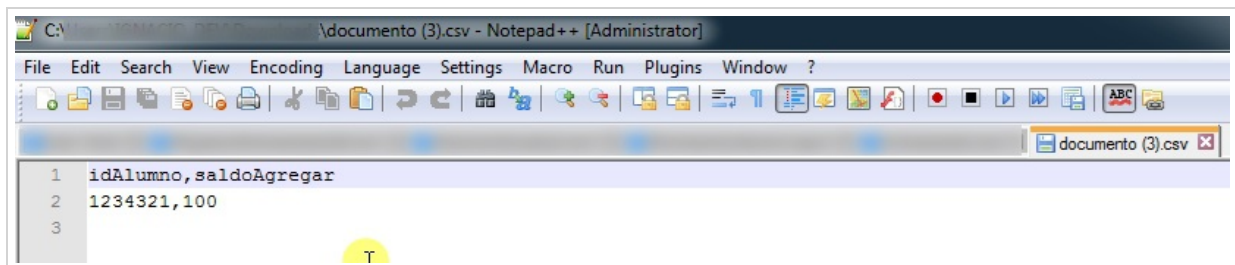 C:\ \documento (3).csv - Notepad++ [Administrator]
File Edit Search View Encoding Language Settings Macro Run Plugins Window ?
ABC
documento (3).csv
1 idAlumno,saldoAgregar
2 1234321,100
3